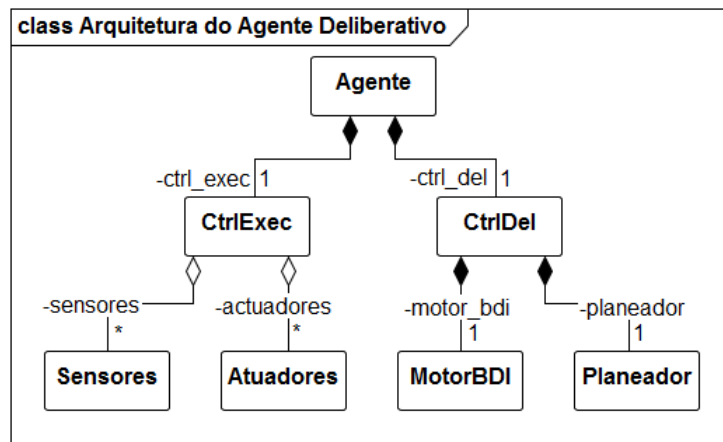 class Arquitetura do Agente Deliberativo
Agente
-ctrl_exec 1
-ctrl_del 1
CtrlExec
CtrlDel
-sensores
*
-actuadores
*
-motor_bdi
1
-planeador
1
Sensores
Atuadores
MotorBDI
Planeador